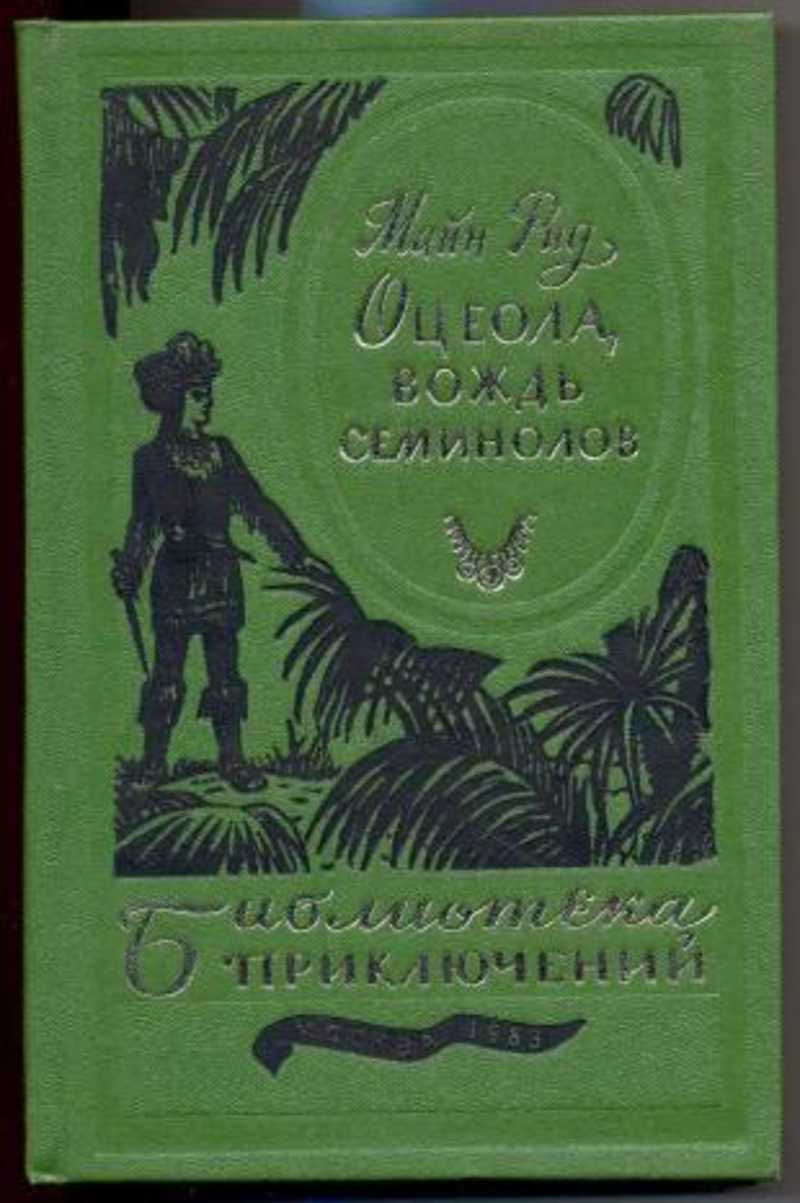 Майн Рид
Оцеола,
вождь
семинолов
Библиотека
приключений
Москва 1983